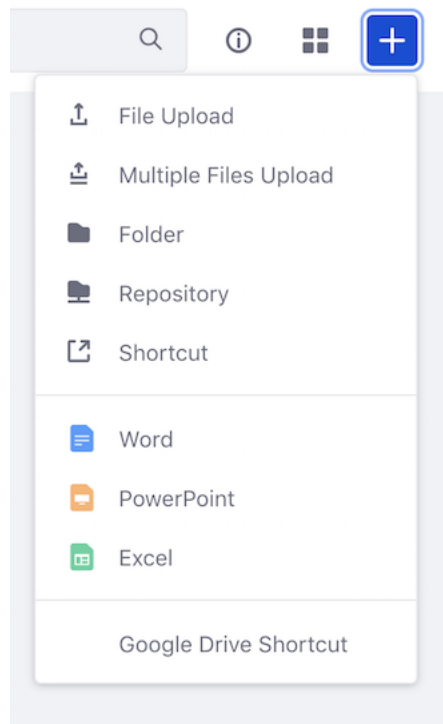 File Upload
Multiple Files Upload
Folder
Repository
Shortcut
Word
PowerPoint
Excel
Google Drive Shortcut